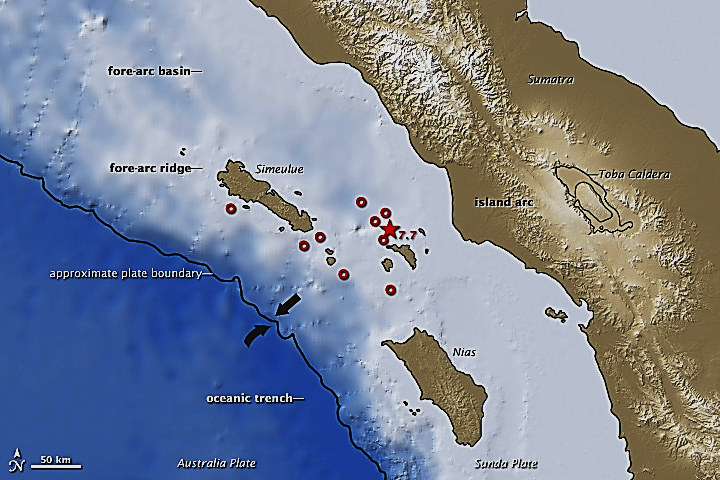 fore-arc basin
Sumatra
fore-arc ridge
Simeulue
Toba Caldera
island arc
7.7
approximate plate boundary
Nias
oceanic trench
N
50 km
Australia Plate
Sunda Plate